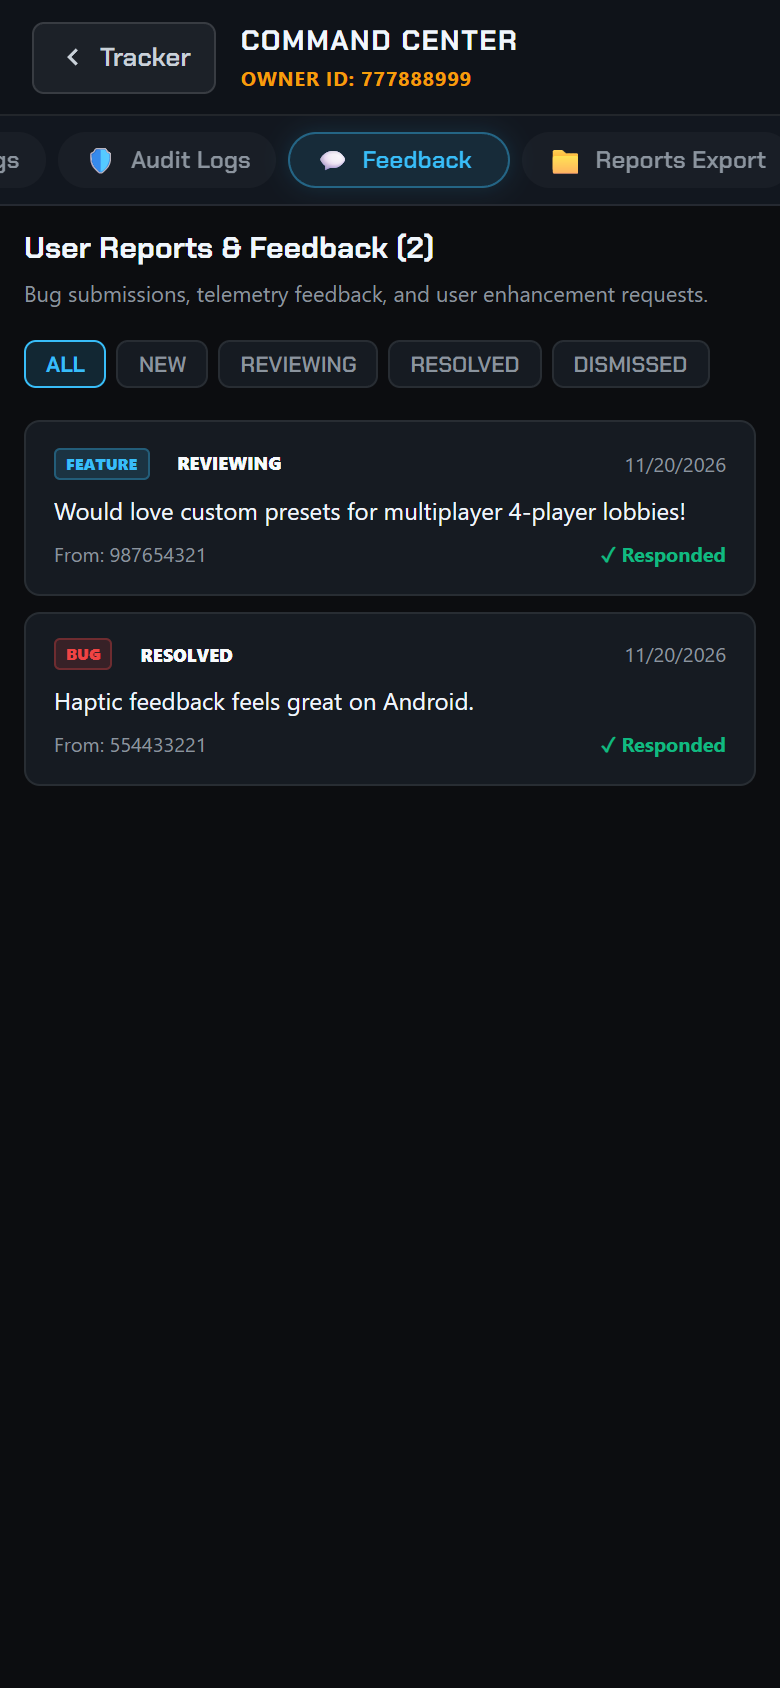 Tracker
COMMAND CENTER
OWNER ID: 777888999
gs
Audit Logs
Feedback
Reports Export
User Reports & Feedback (2)
Bug submissions, telemetry feedback, and user enhancement requests.
ALL
NEW
REVIEWING
RESOLVED
DISMISSED
FEATURE
REVIEWING
11/20/2026
Would love custom presets for multiplayer 4-player lobbies!
From: 987654321
✓ Responded
BUG
RESOLVED
11/20/2026
Haptic feedback feels great on Android.
From: 554433221
✓ Responded